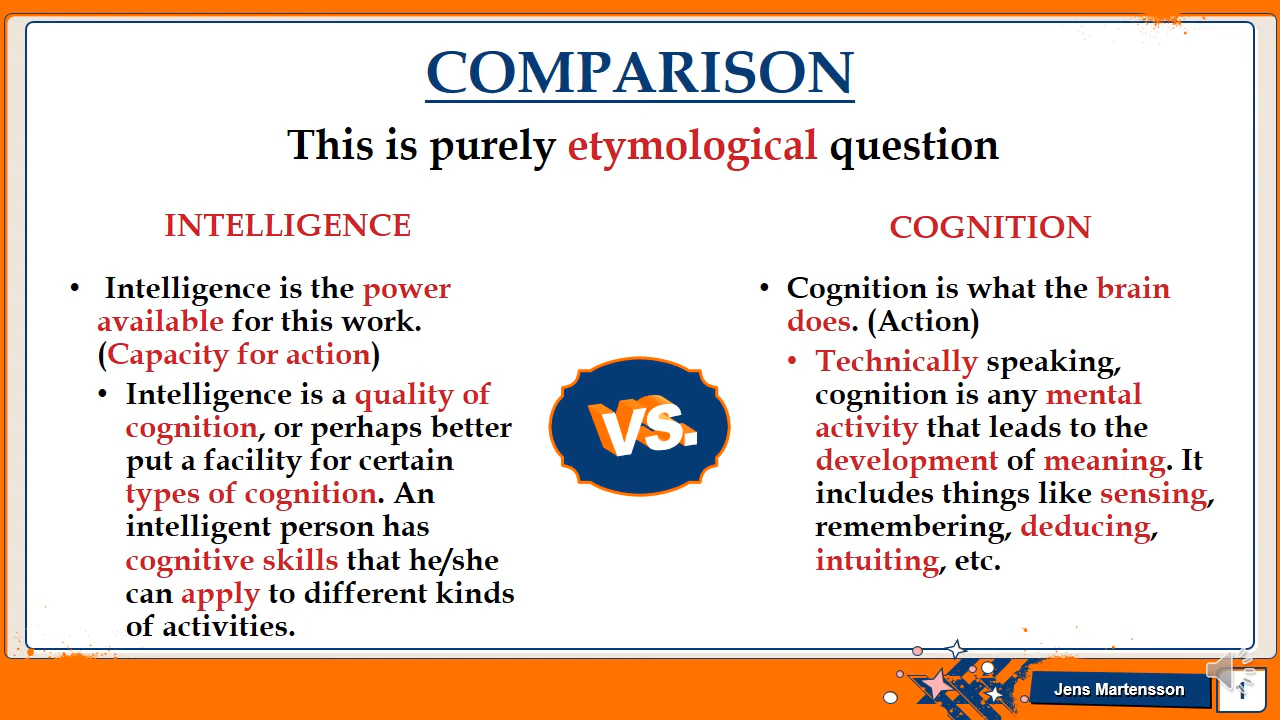 COMPARISON
This is purely etymological question
INTELLIGENCE
• Intelligence is the power
available for this work.
(Capacity for action)
• Intelligence is a quality of
cognition, or perhaps better
put a facility for certain
types of cognition. An
intelligent person has
cognitive skills that he/she
can apply to different kinds
of activities.
VS.
COGNITION
• Cognition is what the brain
does. (Action)
• Technically speaking,
cognition is any mental
activity that leads to the
development of meaning. It
includes things like sensing,
remembering, deducing,
intuiting, etc.
Jens Martensson
1